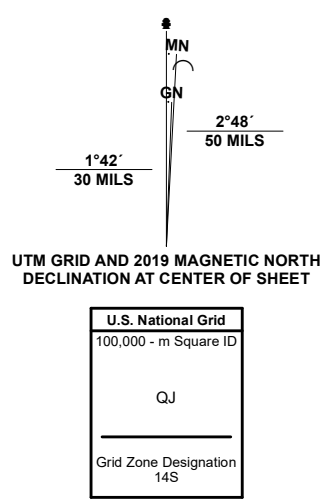 MN
GN
2°48´
50 MILS
1°42´
30 MILS
UTM GRID AND 2019 MAGNETIC NORTH
DECLINATION AT CENTER OF SHEET
U.S. National Grid
100,000 - m Square ID
QJ
Grid Zone Designation
14S